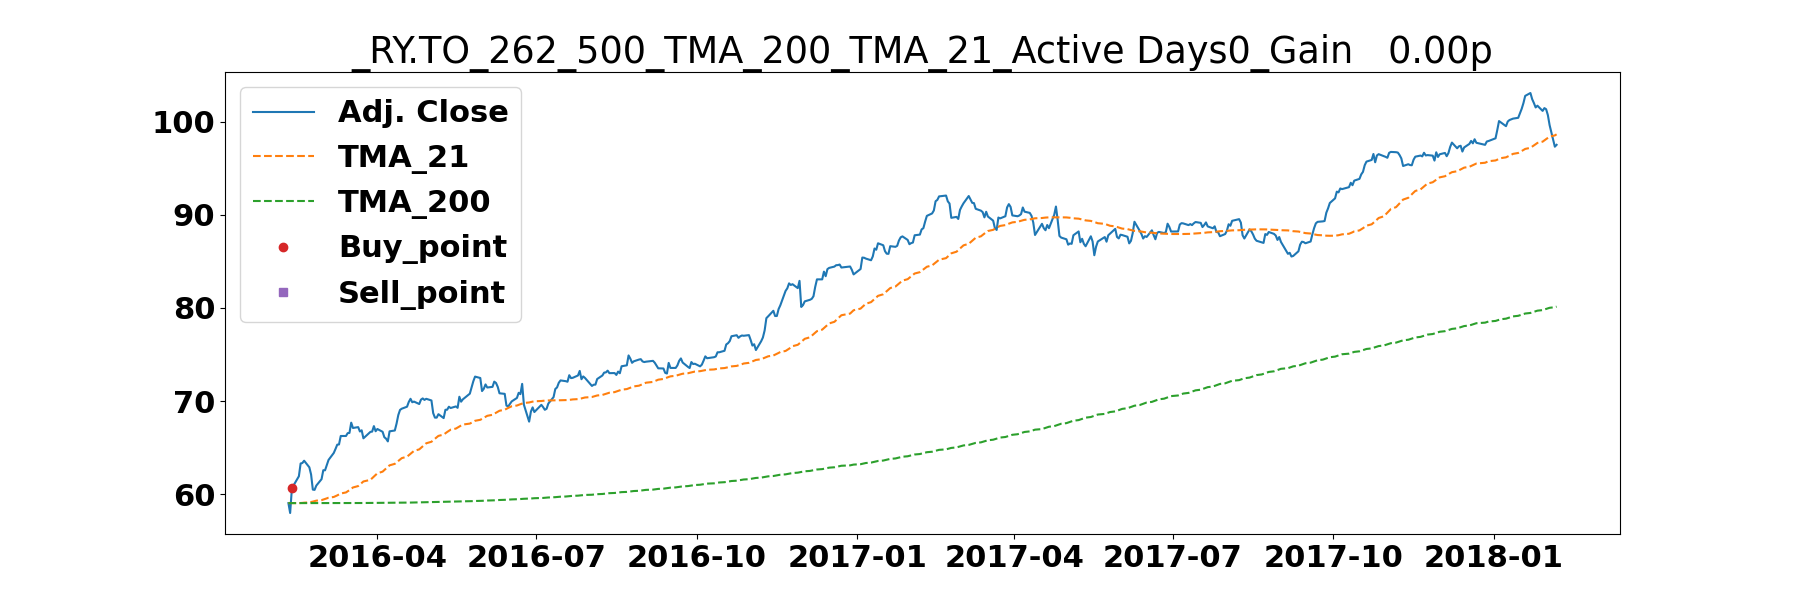 _RY.TO_262_500_TMA_200_TMA_21_Active Days0_Gain   0.00p
Adj. Close
TMA_21
TMA_200
Buy_point
Sell_point
100
90
80
70
60
2016-04 2016-07 2016-10 2017-01 2017-04 2017-07 2017-10 2018-01